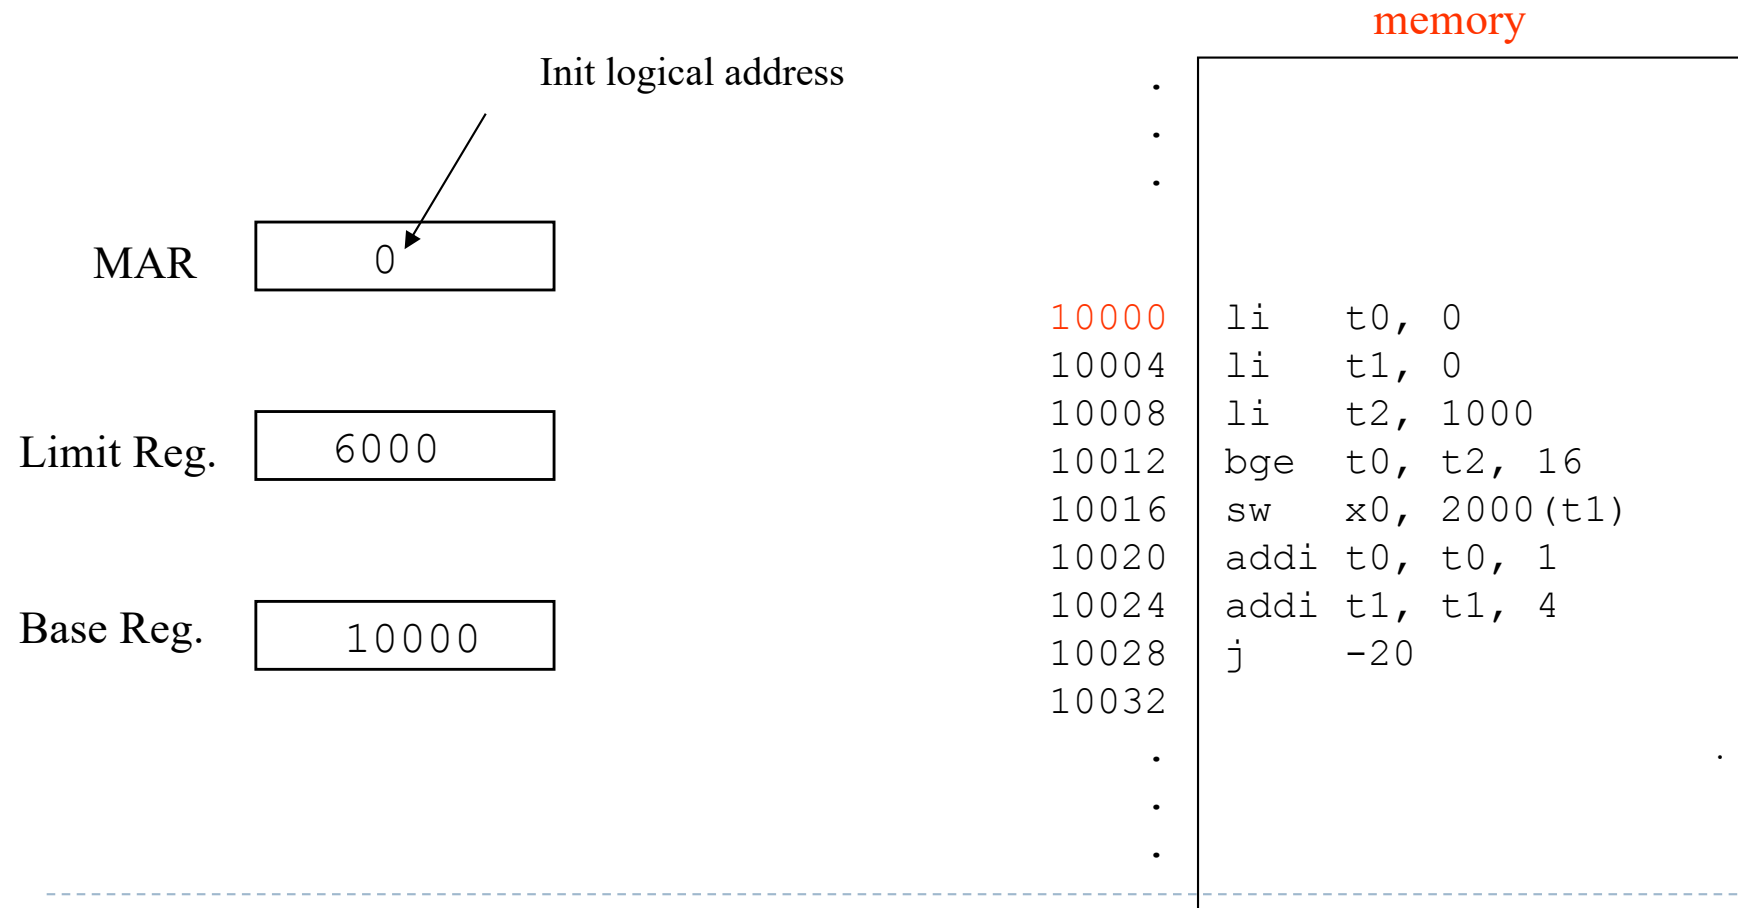 memory
Init logical address
MAR 0
Limit Reg. 6000
Base Reg. 10000
.
.
.
10000 li t0, 0
10004 li t1, 0
10008 li t2, 1000
10012 bge t0, t2, 16
10016 sw x0, 2000(t1)
10020 addi t0, t0, 1
10024 addi t1, t1, 4
10028 j -20
10032
.
.
.
.